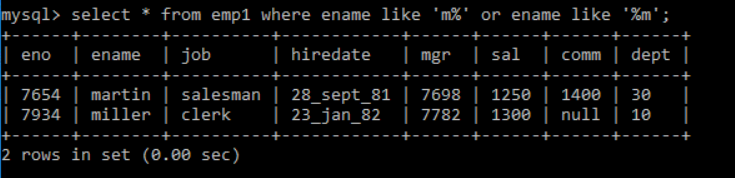 mysql> select * from emp1 where ename like 'm%' or ename like '%m';
+------+--------+----------+------------+------+------+------+------+
| eno  | ename  | job      | hiredate   | mgr  | sal  | comm | dept |
+------+--------+----------+------------+------+------+------+------+
| 7654 | martin | salesman | 28_sept_81 | 7698 | 1250 | 1400 | 30   |
| 7934 | miller | clerk    | 23_jan_82  | 7782 | 1300 | null | 10   |
+------+--------+----------+------------+------+------+------+------+
2 rows in set (0.00 sec)